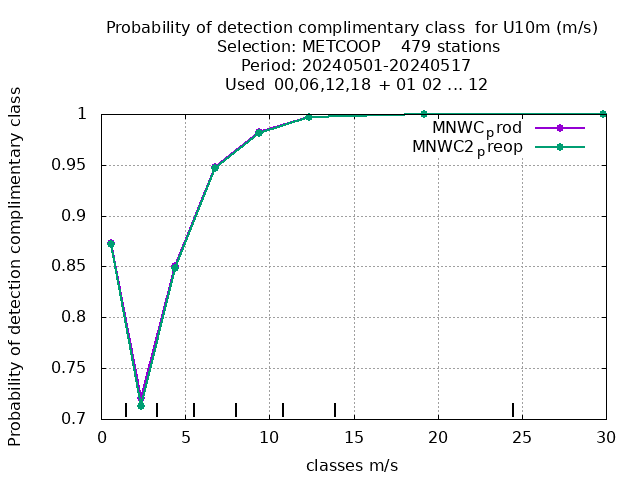 Probability of detection complimentary class  for U10m (m/s)
Selection: METCOOP    479 stations
Period: 20240501-20240517
Used  00,06,12,18 + 01 02 ... 12
Probability of detection complimentary class
1
0.95
0.9
0.85
0.8
0.75
0.7
MNWCprod
MNWC2preop
0 5 10 15 20 25 30
classes m/s